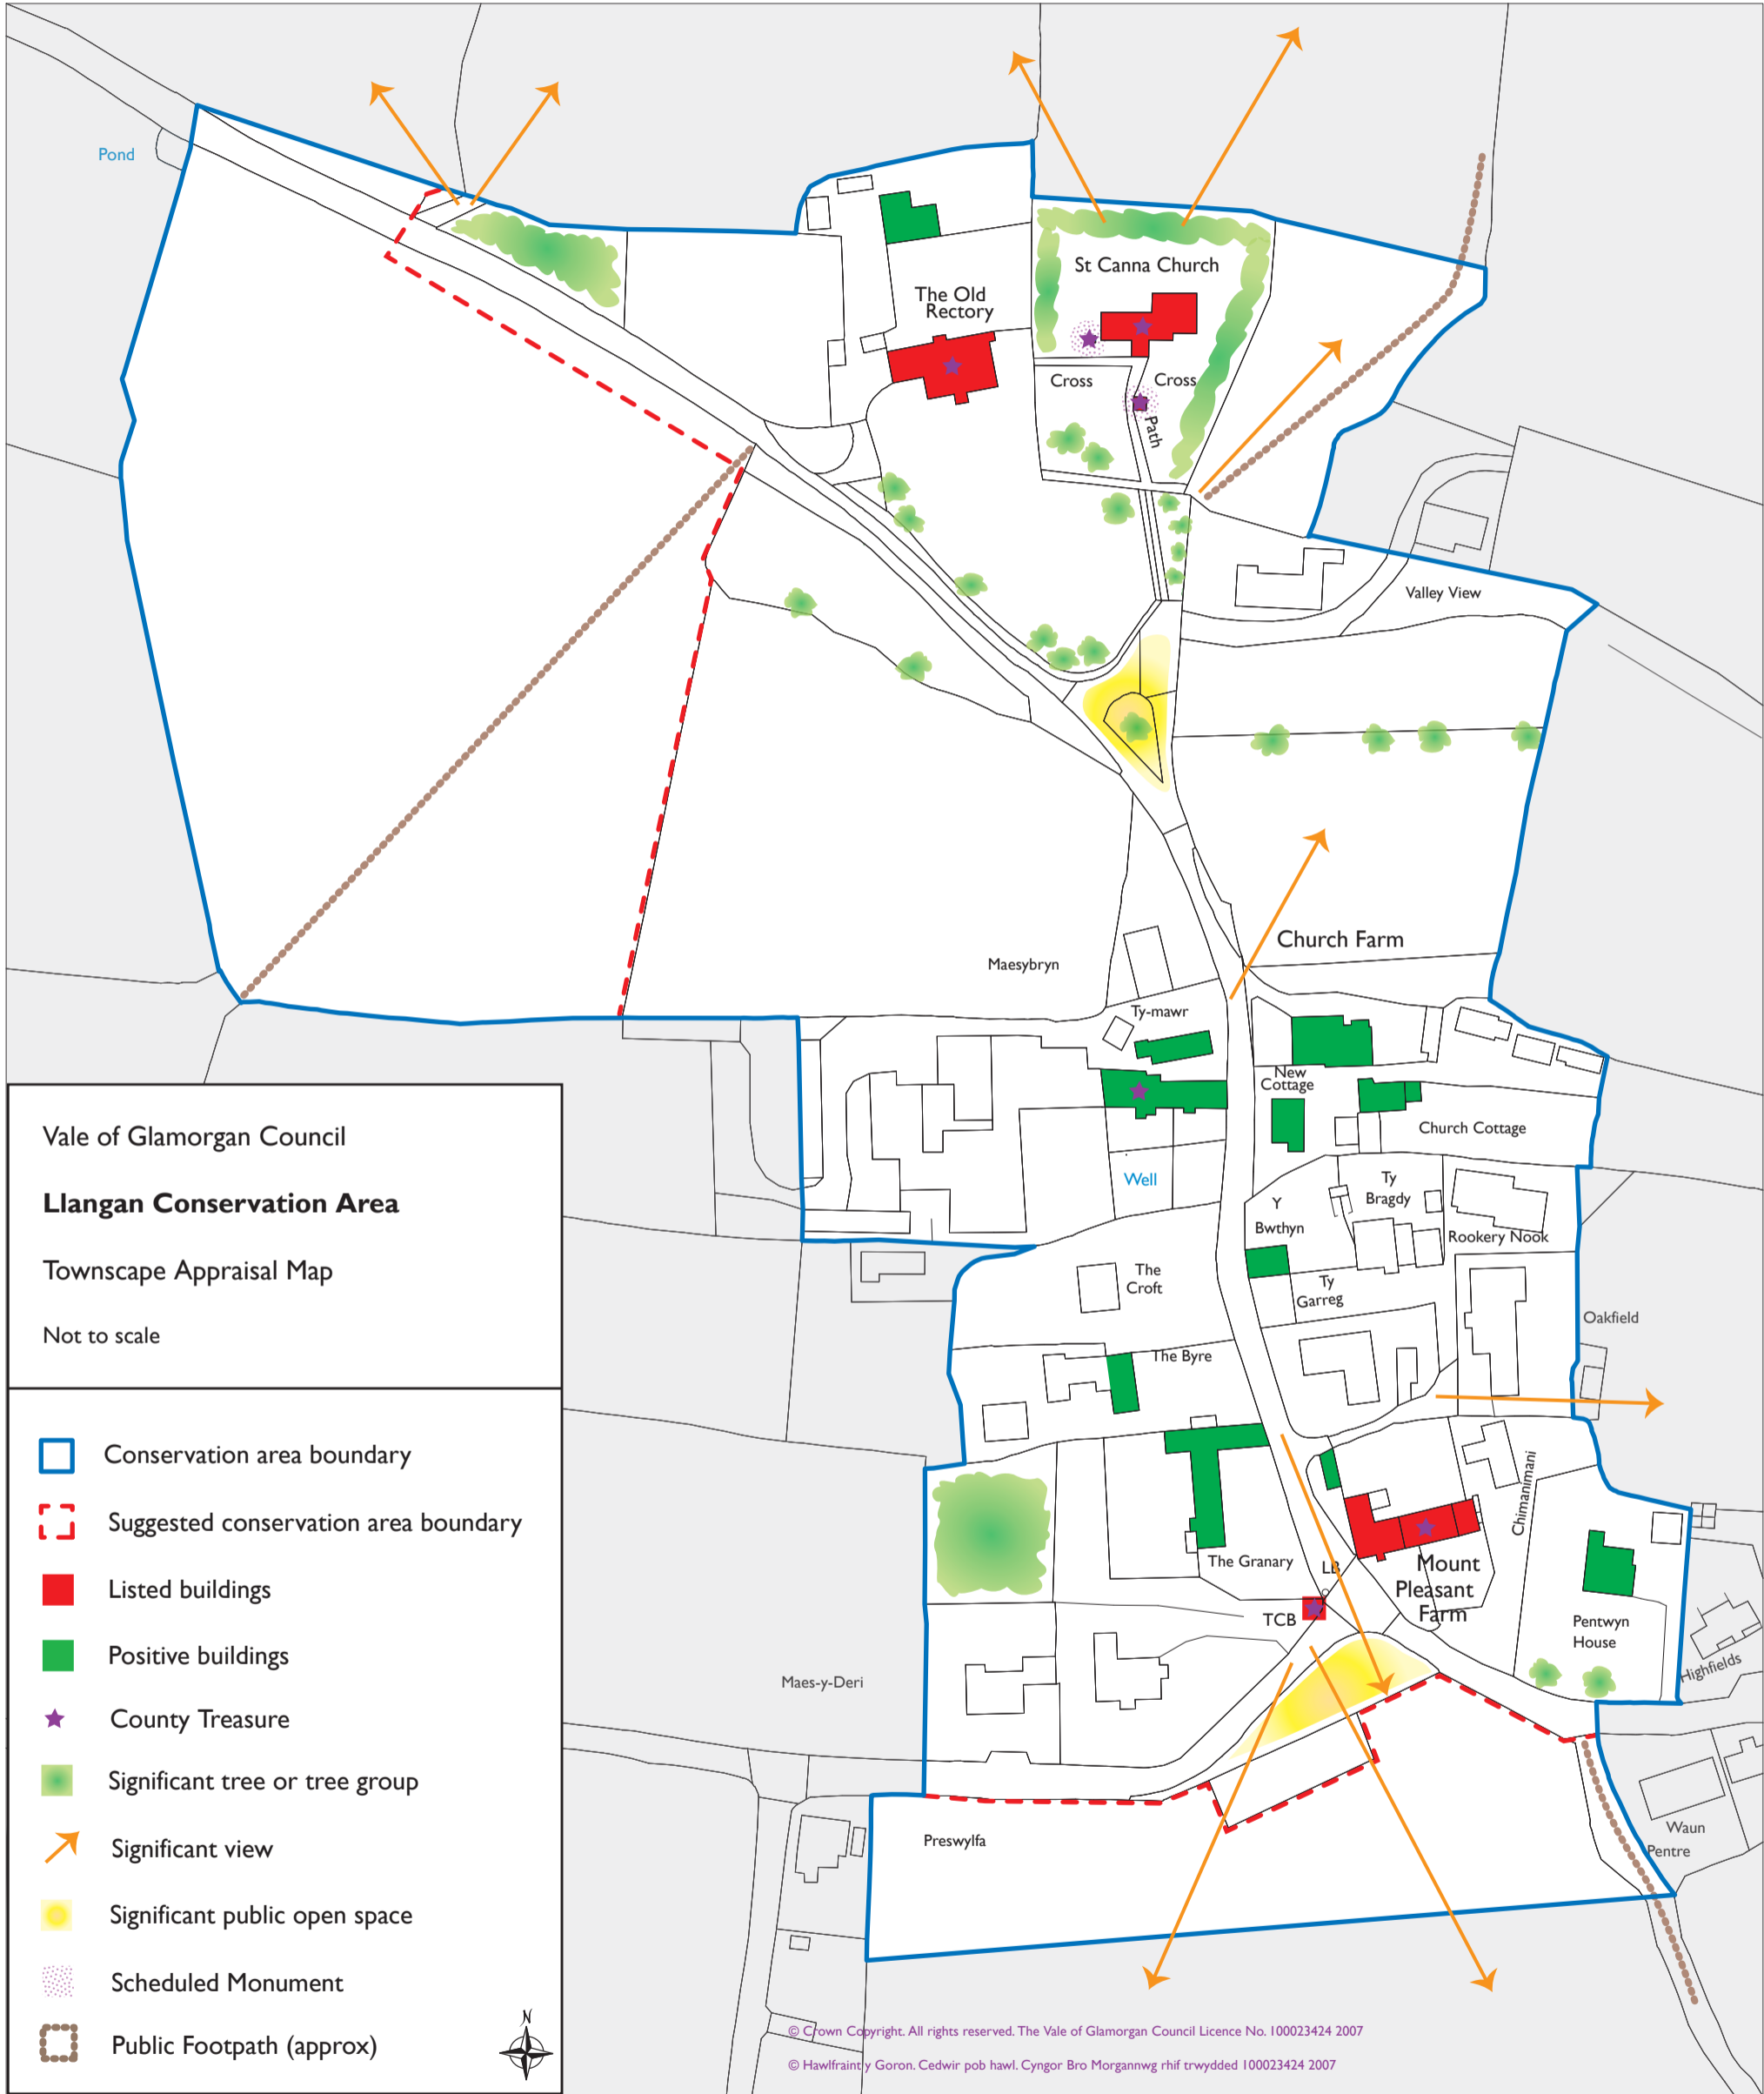 Pond
St Canna Church
The Old
Rectory
Cross
Cross
Path
Valley View
Church Farm
Maesybryn
Ty-mawr
New
Cottage
Church Cottage
Well
Ty
Bragdy
Y
Bwthyn
Rookery Nook
The
Croft
Ty
Garreg
Oakfield
The Byre
Chimanimani
The Granary
LB
Mount
Pleasant
Farm
TCB
Pentwyn
House
Highfields
Maes-y-Deri
Preswylfa
Waun
Pentre
Vale of Glamorgan Council
Llangan Conservation Area
Townscape Appraisal Map
Not to scale
Conservation area boundary
Suggested conservation area boundary
Listed buildings
Positive buildings
County Treasure
Significant tree or tree group
Significant view
Significant public open space
Scheduled Monument
Public Footpath (approx)
N
© Crown Copyright. All rights reserved. The Vale of Glamorgan Council Licence No. 100023424 2007
© Hawlfraint y Goron. Cedwir pob hawl. Cyngor Bro Morgannwg rhif trwydded 100023424 2007